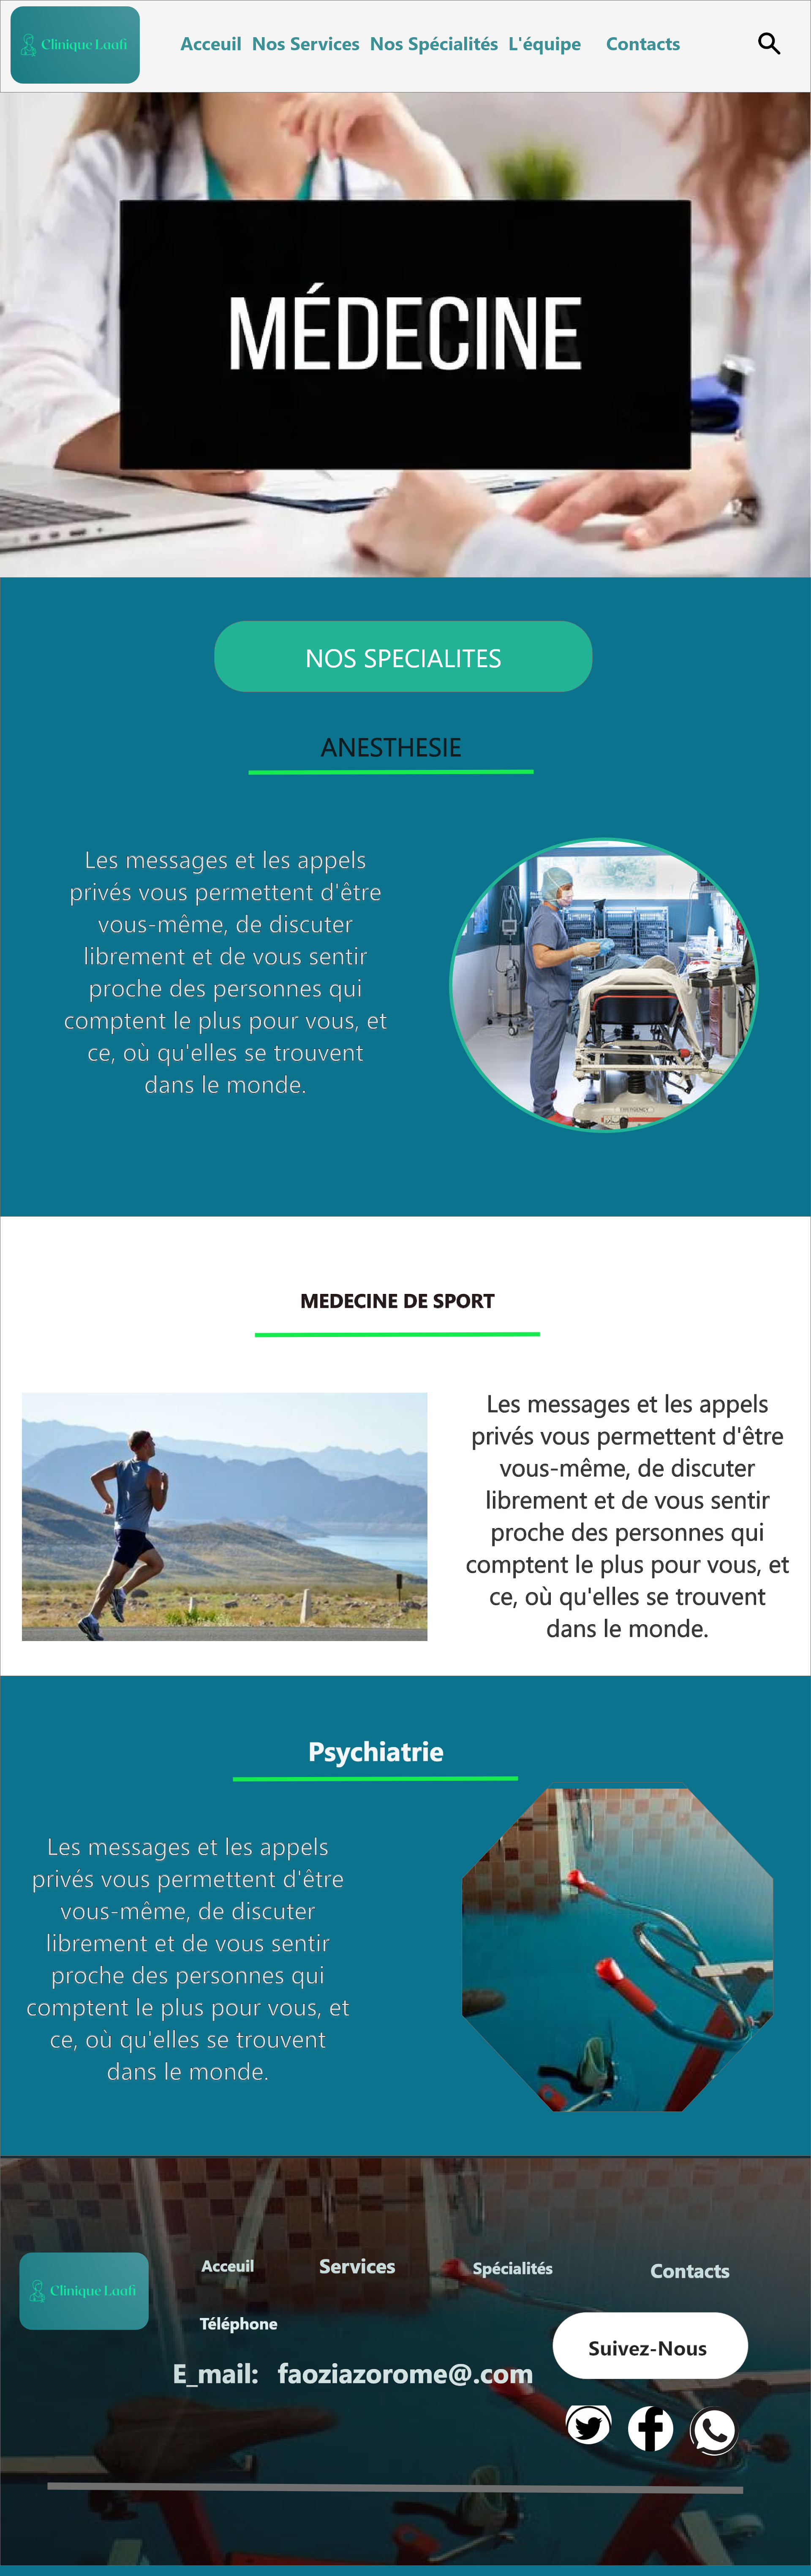 Clinique Laafi
Acceuil Nos Services Nos Spécialités L'équipe Contacts
MÉDECINE
NOS SPECIALITES
ANESTHESIE
Les messages et les appels
privés vous permettent d'être
vous-même, de discuter
librement et de vous sentir
proche des personnes qui
comptent le plus pour vous, et
ce, où qu'elles se trouvent
dans le monde.
EMERGENCY
MEDECINE DE SPORT
Les messages et les appels
privés vous permettent d'être
vous-même, de discuter
librement et de vous sentir
proche des personnes qui
comptent le plus pour vous, et
ce, où qu'elles se trouvent
dans le monde.
Psychiatrie
Les messages et les appels
privés vous permettent d'être
vous-même, de discuter
librement et de vous sentir
proche des personnes qui
comptent le plus pour vous, et
ce, où qu'elles se trouvent
dans le monde.
Clinique Laafi
Acceuil Services Spécialités Contacts
Téléphone
Suivez-Nous
E_mail: faoziazorome@.com